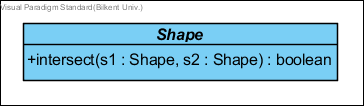 Visual Paradigm Standard(Bilkent Univ.)
Shape
+intersect(s1 : Shape, s2 : Shape) : boolean